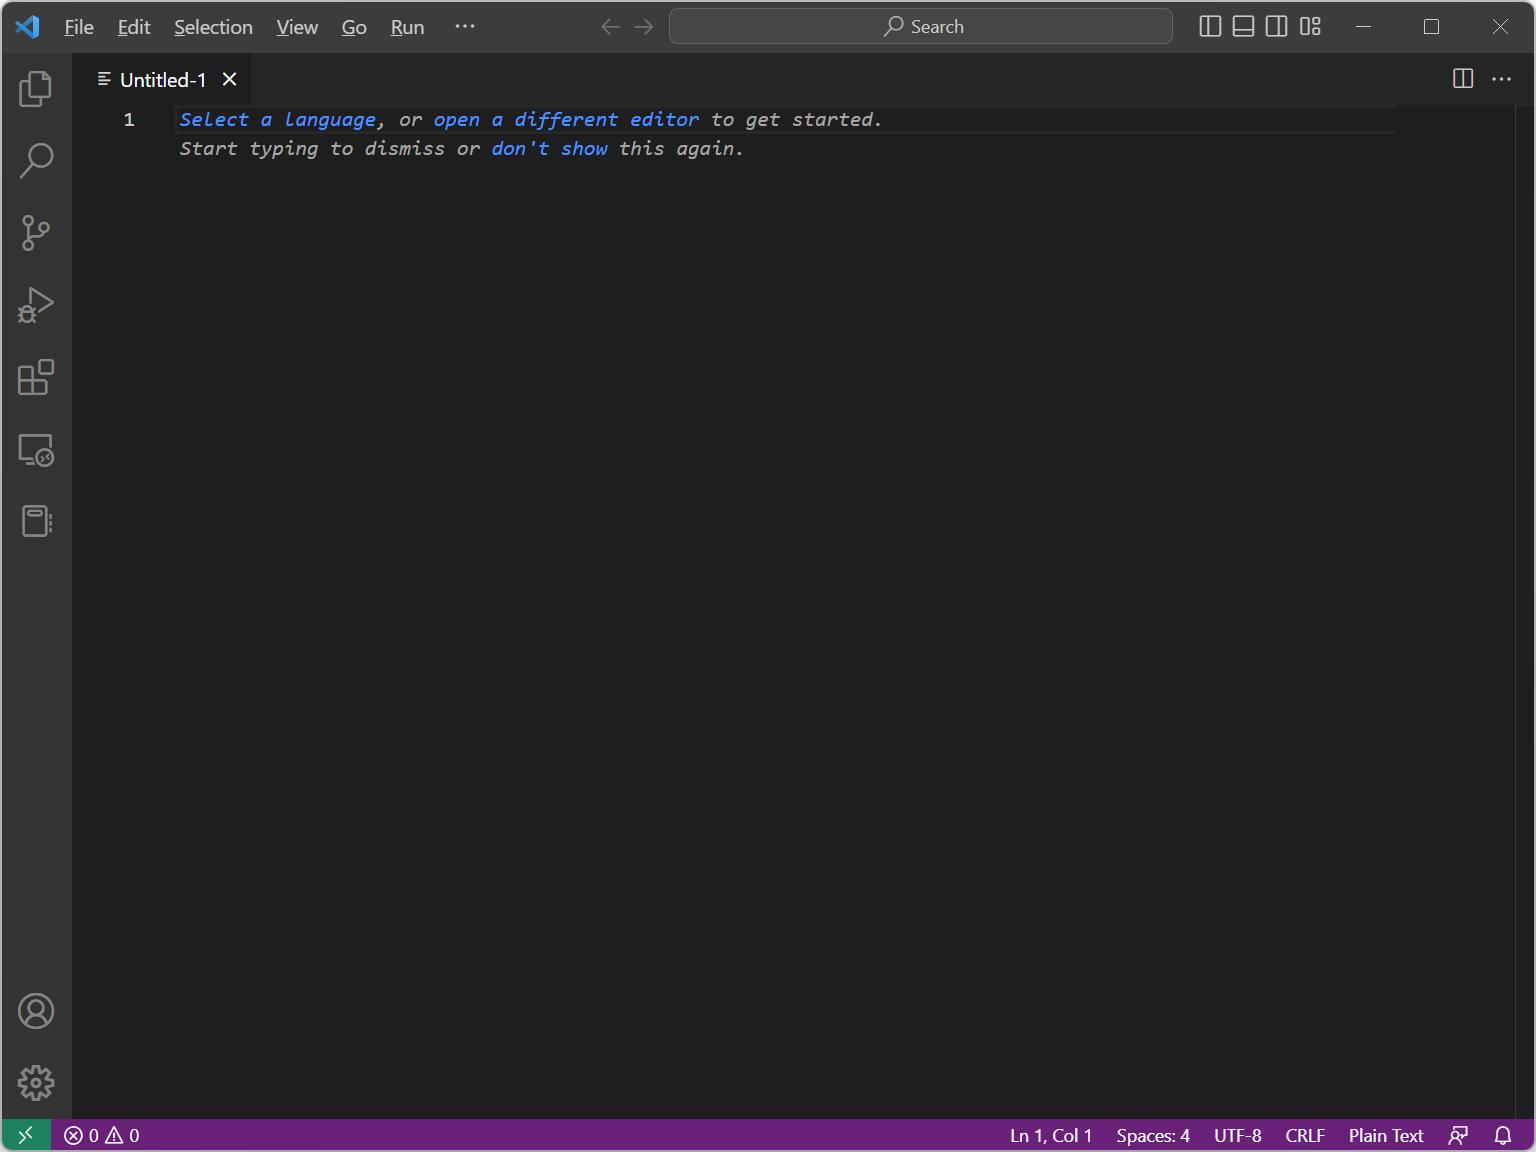 File Edit Selection View Go Run ···
Search
Untitled-1
1 Select a language, or open a different editor to get started.
Start typing to dismiss or don't show this again.
0 0 Ln 1, Col 1 Spaces: 4 UTF-8 CRLF Plain Text